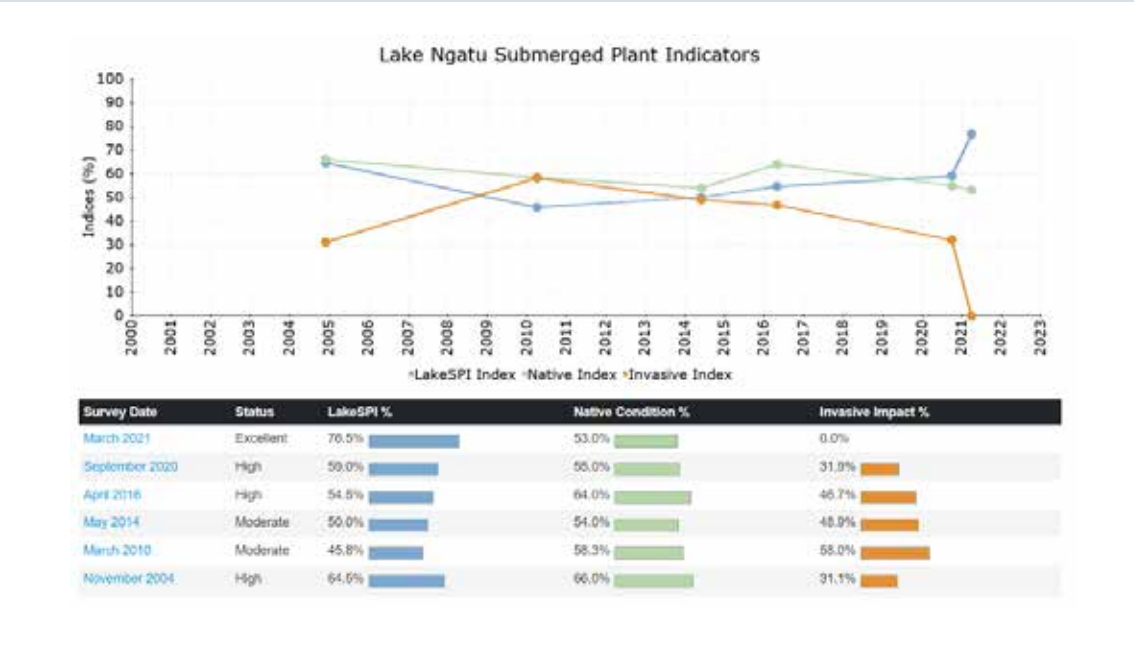 Lake Ngatu Submerged Plant Indicators
100
90
80
70
60
50
40
30
20
10
0
Indices (%)
2000 2001 2002 2003 2004 2005 2006 2007 2008 2009 2010 2011 2012 2013 2014 2015 2016 2017 2018 2019 2020 2021 2022 2023
LakeSPI Index Native Index Invasive Index
Survey Date Status LakeSPI % Native Condition % Invasive Impact %
March 2021 Excellent 76.5% 53.0% 0.0%
September 2020 High 59.0% 55.0% 31.9%
April 2016 High 54.5% 64.0% 46.7%
May 2014 Moderate 50.0% 54.0% 48.9%
March 2010 Moderate 45.8% 58.3% 58.0%
November 2004 High 64.5% 66.0% 31.1%